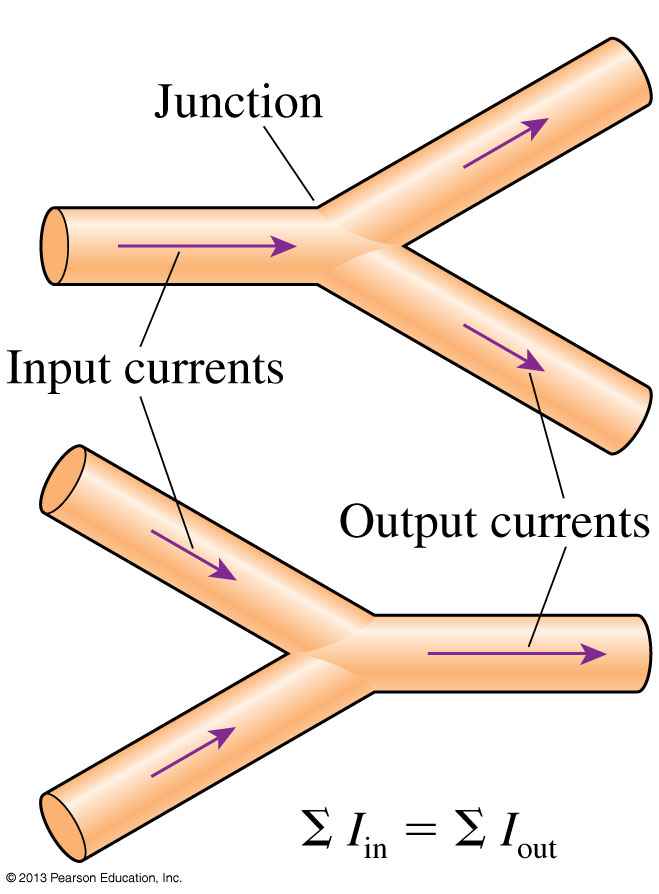 Junction
Input currents
Output currents
Σ I_in = Σ I_out
© 2013 Pearson Education, Inc.